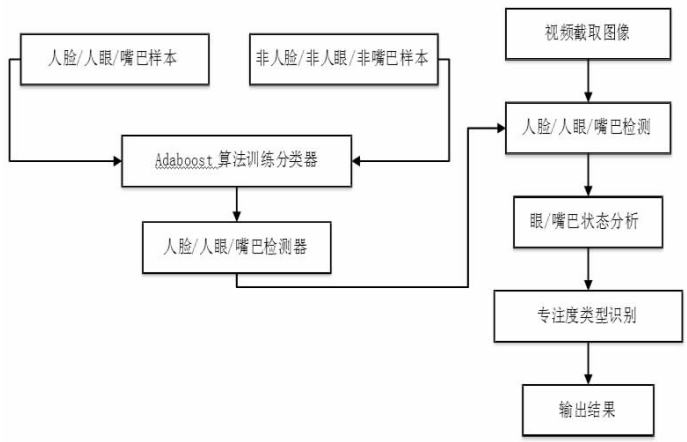 人脸/人眼/嘴巴样本
非人脸/非人眼/非嘴巴样本
Adaboost 算法训练分类器
人脸/人眼/嘴巴检测器
视频截取图像
人脸/人眼/嘴巴检测
眼/嘴巴状态分析
专注度类型识别
输出结果